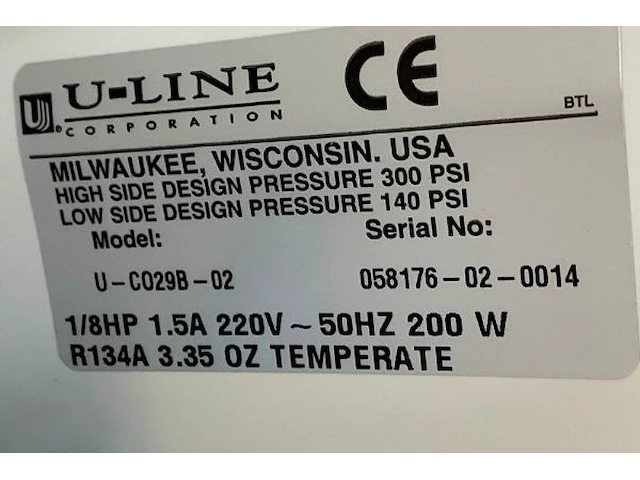 U U-LINE CE
®CORPORATION BTL
MILWAUKEE, WISCONSIN. USA
HIGH SIDE DESIGN PRESSURE 300 PSI
LOW SIDE DESIGN PRESSURE 140 PSI
Model: Serial No:
U-CO29B-02 058176-02-0014
1/8HP 1.5A 220V~50HZ 200 W
R134A 3.35 OZ TEMPERATE